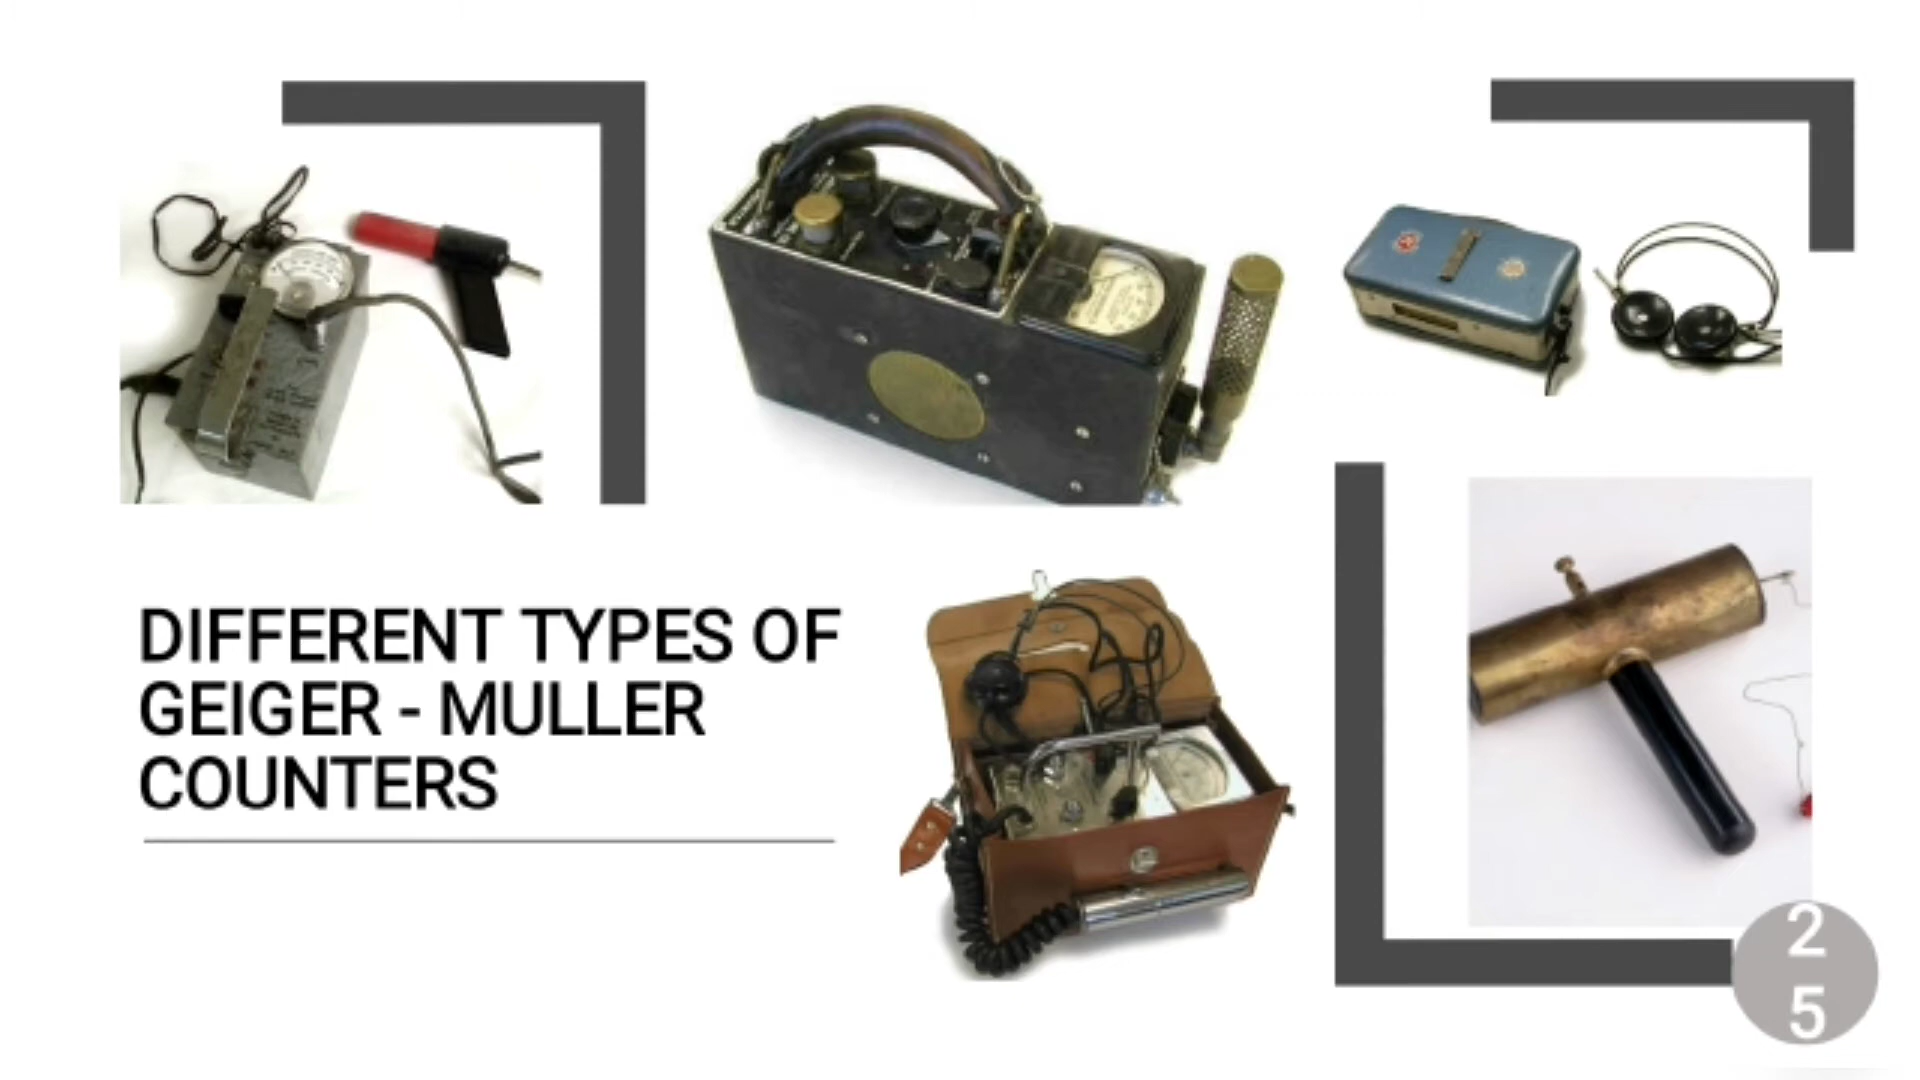 DIFFERENT TYPES OF
GEIGER - MULLER
COUNTERS
2
5